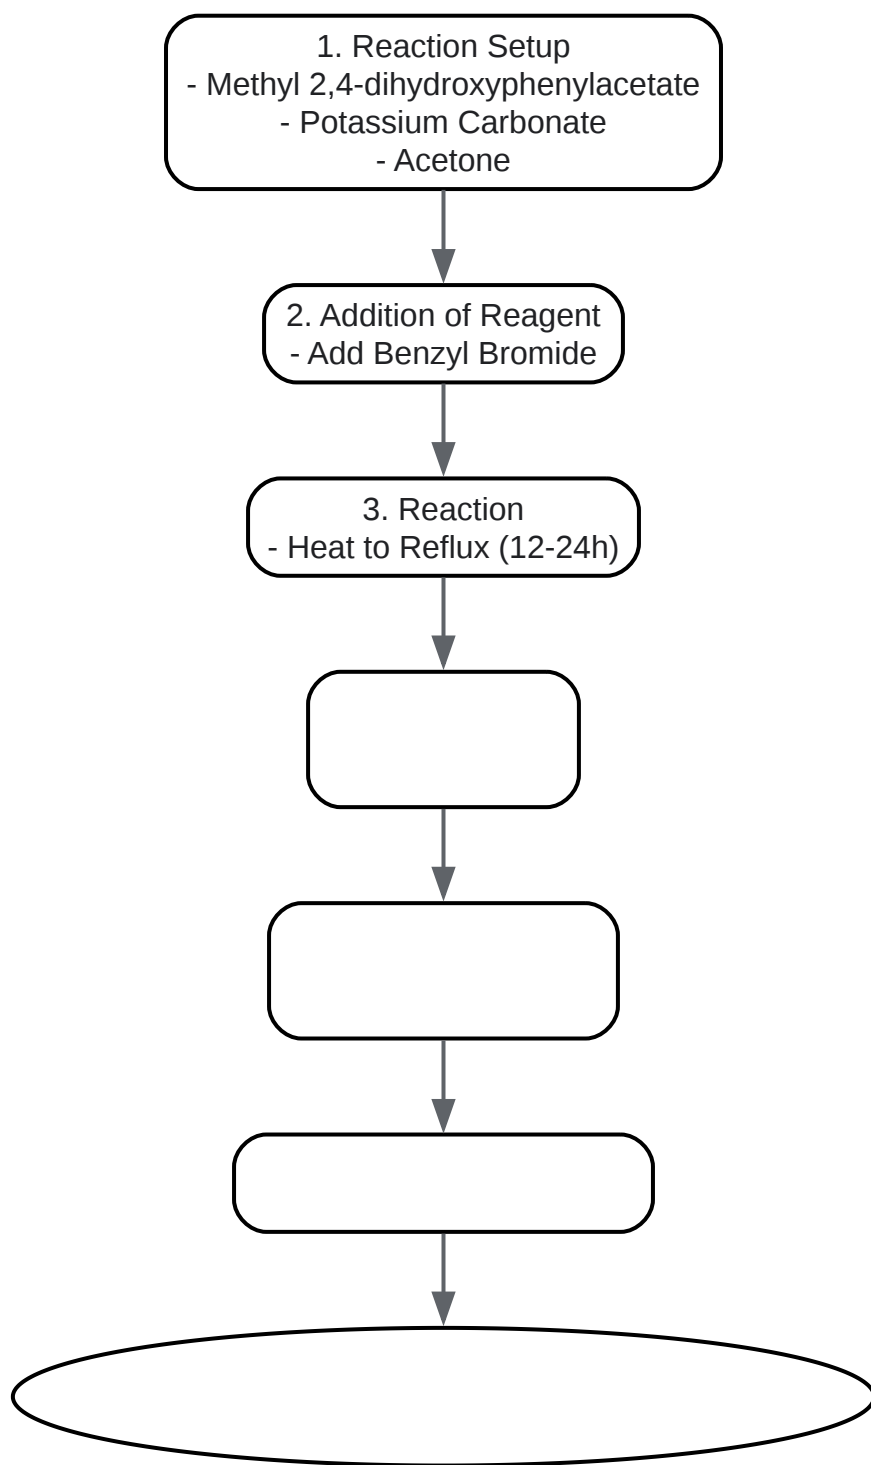 1. Reaction Setup
- Methyl 2,4-dihydroxyphenylacetate
- Potassium Carbonate
- Acetone
2. Addition of Reagent
- Add Benzyl Bromide
3. Reaction
- Heat to Reflux (12-24h)